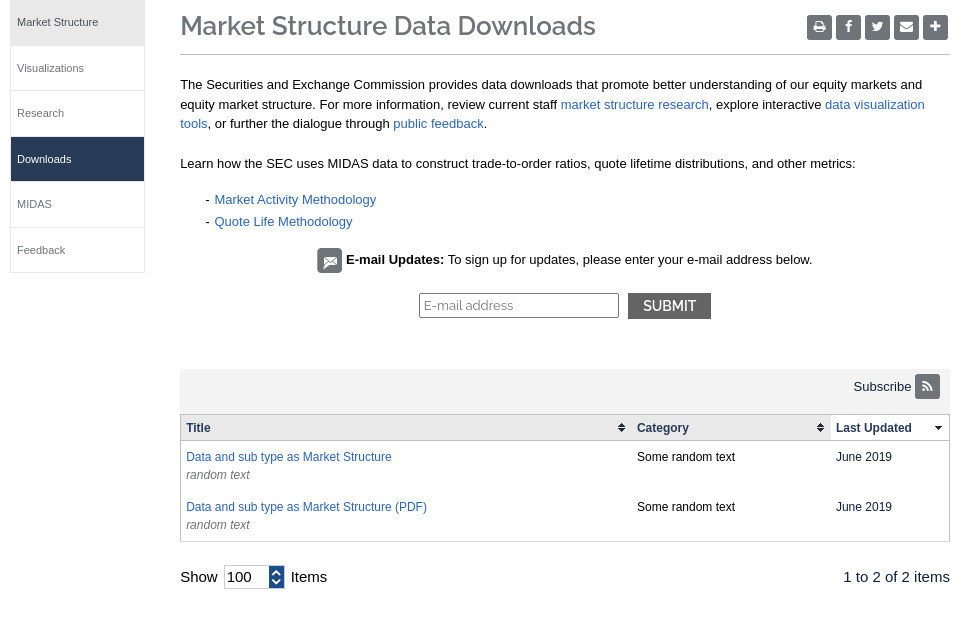 Market Structure
Visualizations
Research
Downloads
MIDAS
Feedback
Market Structure Data Downloads
The Securities and Exchange Commission provides data downloads that promote better understanding of our equity markets and
equity market structure. For more information, review current staff market structure research, explore interactive data visualization
tools, or further the dialogue through public feedback.
Learn how the SEC uses MIDAS data to construct trade-to-order ratios, quote lifetime distributions, and other metrics:
- Market Activity Methodology
- Quote Life Methodology
E-mail Updates: To sign up for updates, please enter your e-mail address below.
E-mail address SUBMIT
Subscribe
Title Category Last Updated
Data and sub type as Market Structure Some random text June 2019
random text
Data and sub type as Market Structure (PDF) Some random text June 2019
random text
Show 100 Items 1 to 2 of 2 items